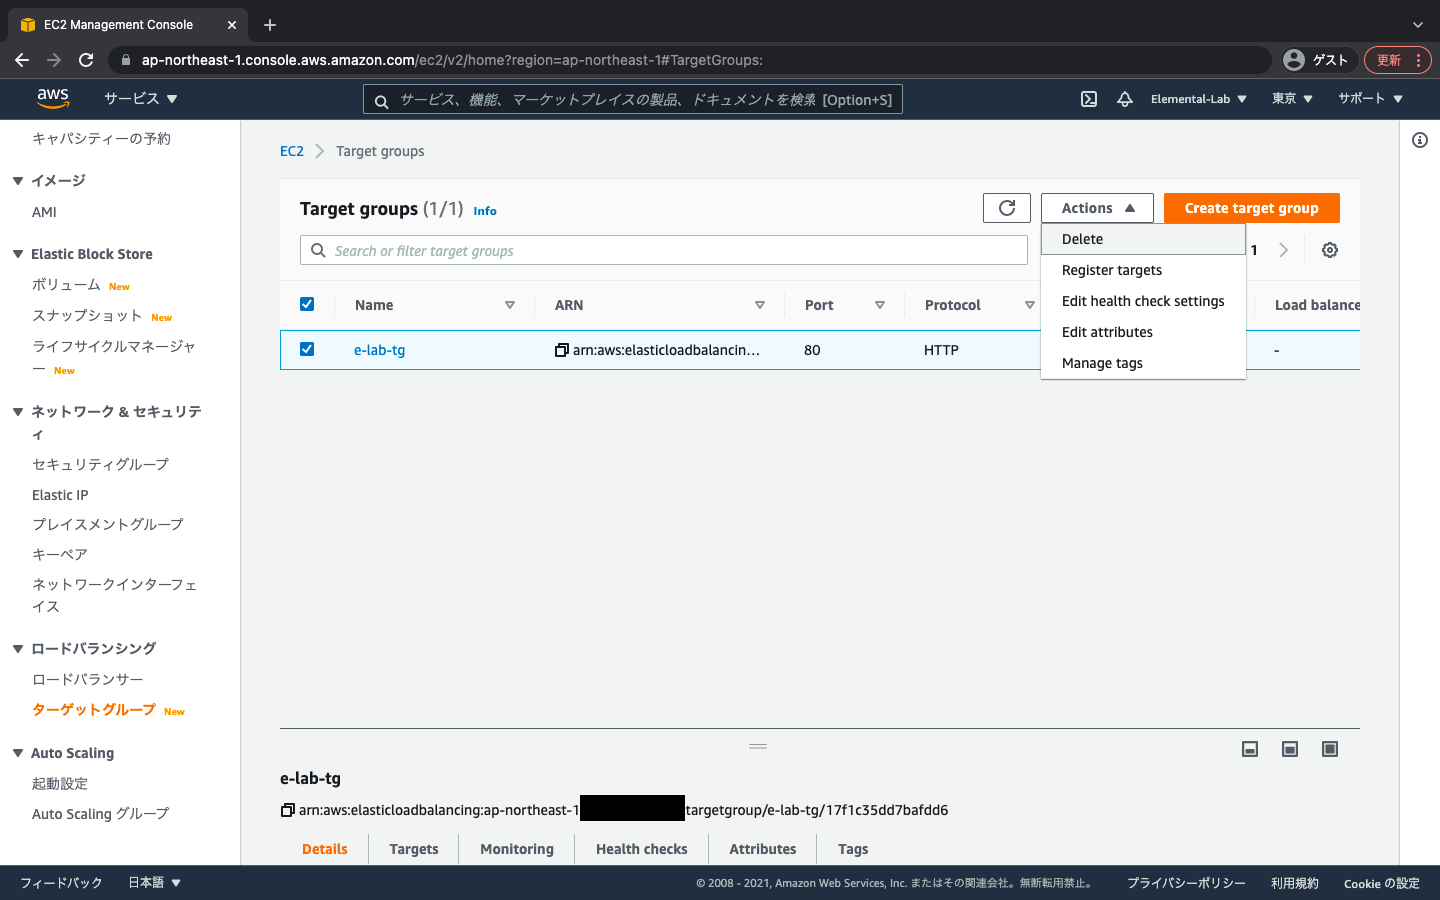 EC2 Management Console
ap-northeast-1.console.aws.amazon.com/ec2/v2/home?region=ap-northeast-1#TargetGroups:
ゲスト
更新
aws
サービス
サービス、機能、マーケットプレイスの製品、ドキュメントを検索 [Option+S]
Elemental-Lab
東京
サポート
キャパシティーの予約
イメージ
AMI
Elastic Block Store
ボリューム New
スナップショット New
ライフサイクルマネージャ
ー New
ネットワーク & セキュリテ
ィ
セキュリティグループ
Elastic IP
プレイスメントグループ
キーペア
ネットワークインターフェ
イス
ロードバランシング
ロードバランサー
ターゲットグループ New
Auto Scaling
起動設定
Auto Scaling グループ
EC2
Target groups
Target groups (1/1) Info
Actions
Create target group
Search or filter target groups
1
Delete
Register targets
Edit health check settings
Edit attributes
Manage tags
Name
ARN
Port
Protocol
Load balance
e-lab-tg
arn:aws:elasticloadbalancin...
80
HTTP
-
e-lab-tg
arn:aws:elasticloadbalancing:ap-northeast-1
targetgroup/e-lab-tg/17f1c35dd7bafdd6
Details
Targets
Monitoring
Health checks
Attributes
Tags
フィードバック
日本語
© 2008 - 2021, Amazon Web Services, Inc. またはその関連会社。無断転用禁止。
プライバシーポリシー
利用規約
Cookie の設定